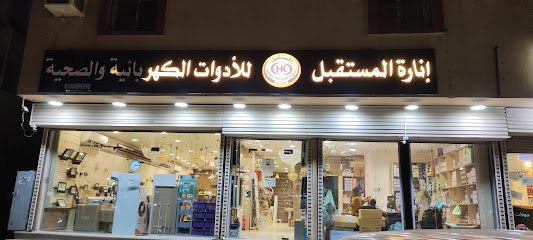 إنارة المستقبل للأدوات الكهربائية والصحية